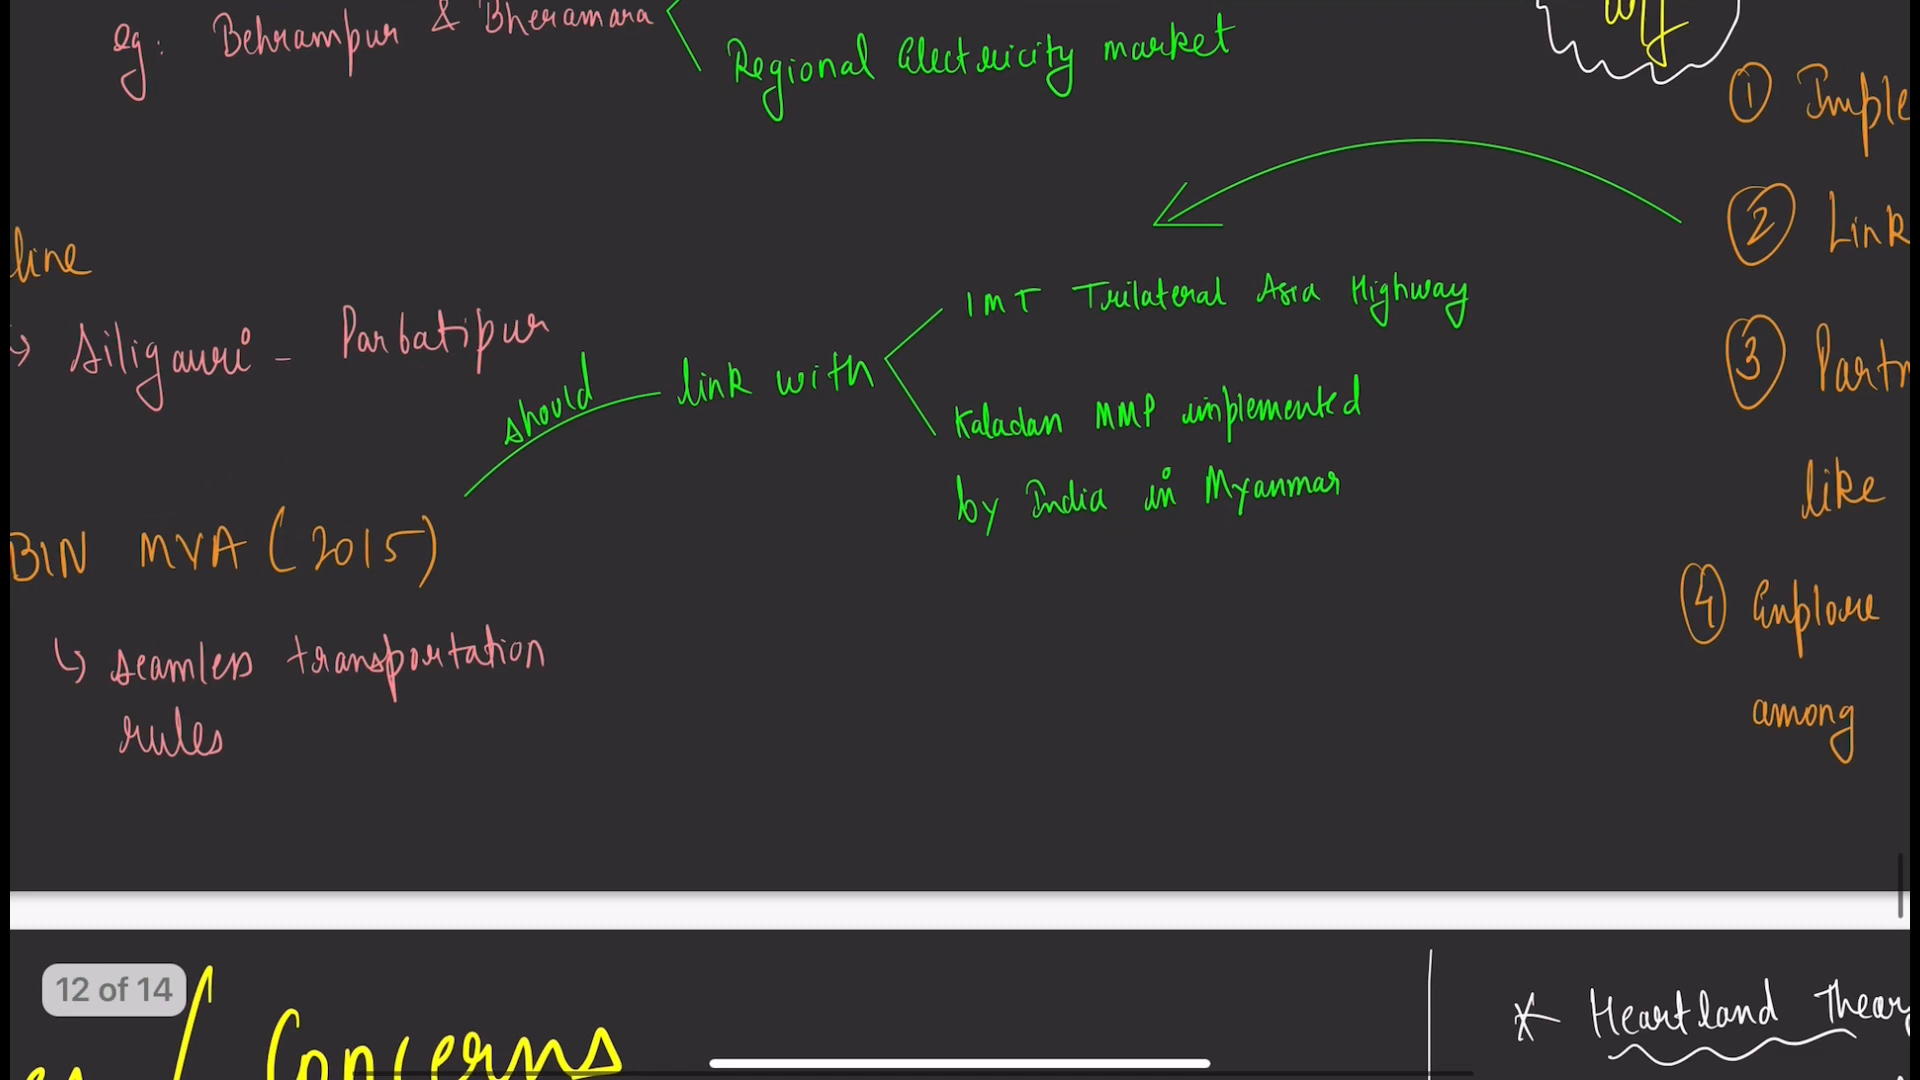 eg: Behrampur & Bheramara
Regional Electricity market
wf
① Imple
② Link
line
↳ Siligauri - Parbatipur
IMT Trilateral Asia Highway
③ Partn
should link with
Kaladan MMP implemented
by India in Myanmar
like
BIN MVA (2015)
④ Explore
↳ seamless transportation
rules
among
12 of 14
/ Concerns
* Heartland Theory